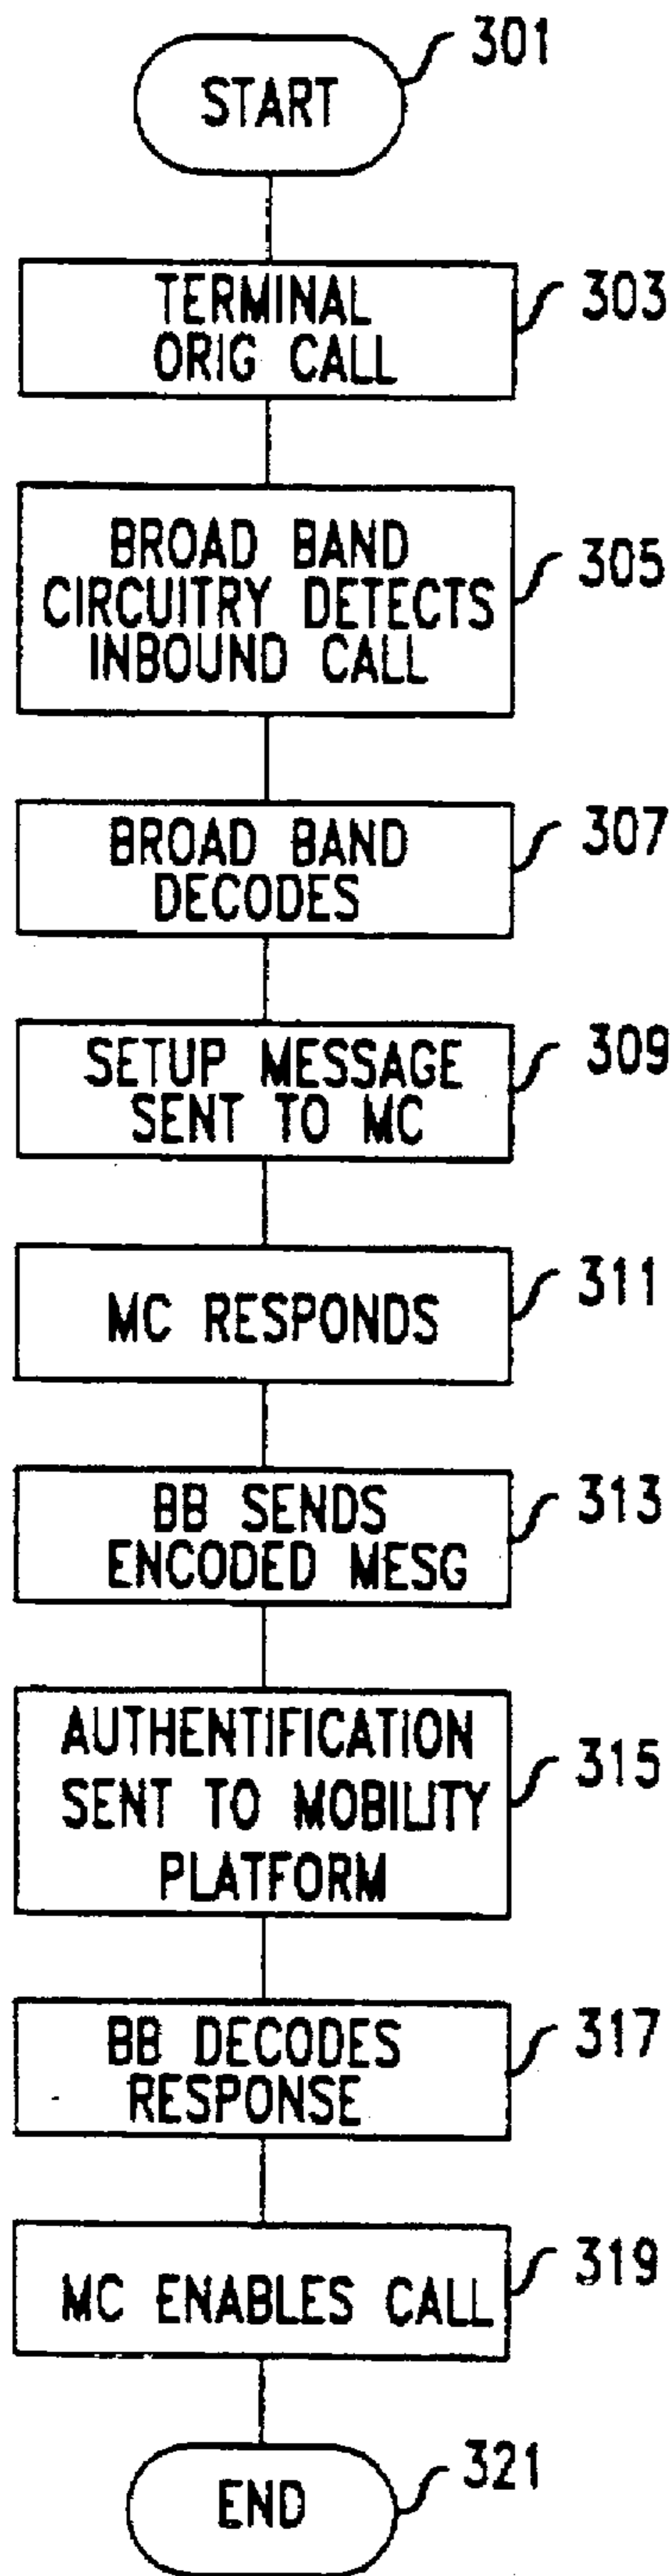 START
301
TERMINAL
ORIG CALL
303
BROAD BAND
CIRCUITRY DETECTS
INBOUND CALL
305
BROAD BAND
DECODES
307
SETUP MESSAGE
SENT TO MC
309
MC RESPONDS
311
BB SENDS
ENCODED MESG
313
AUTHENTIFICATION
SENT TO MOBILITY
PLATFORM
315
BB DECODES
RESPONSE
317
MC ENABLES CALL
319
END
321